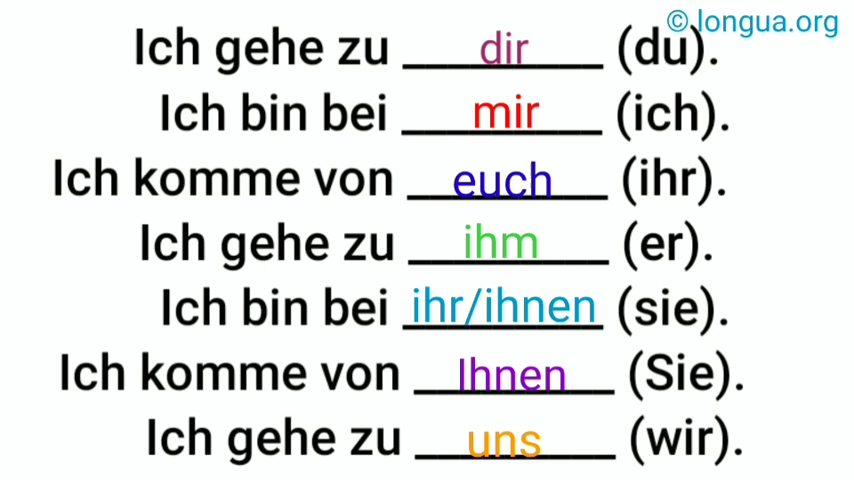 ©longua.org
Ich gehe zu dir (du).
Ich bin bei mir (ich).
Ich komme von euch (ihr).
Ich gehe zu ihm (er).
Ich bin bei ihr/ihnen (sie).
Ich komme von Ihnen (Sie).
Ich gehe zu uns (wir).